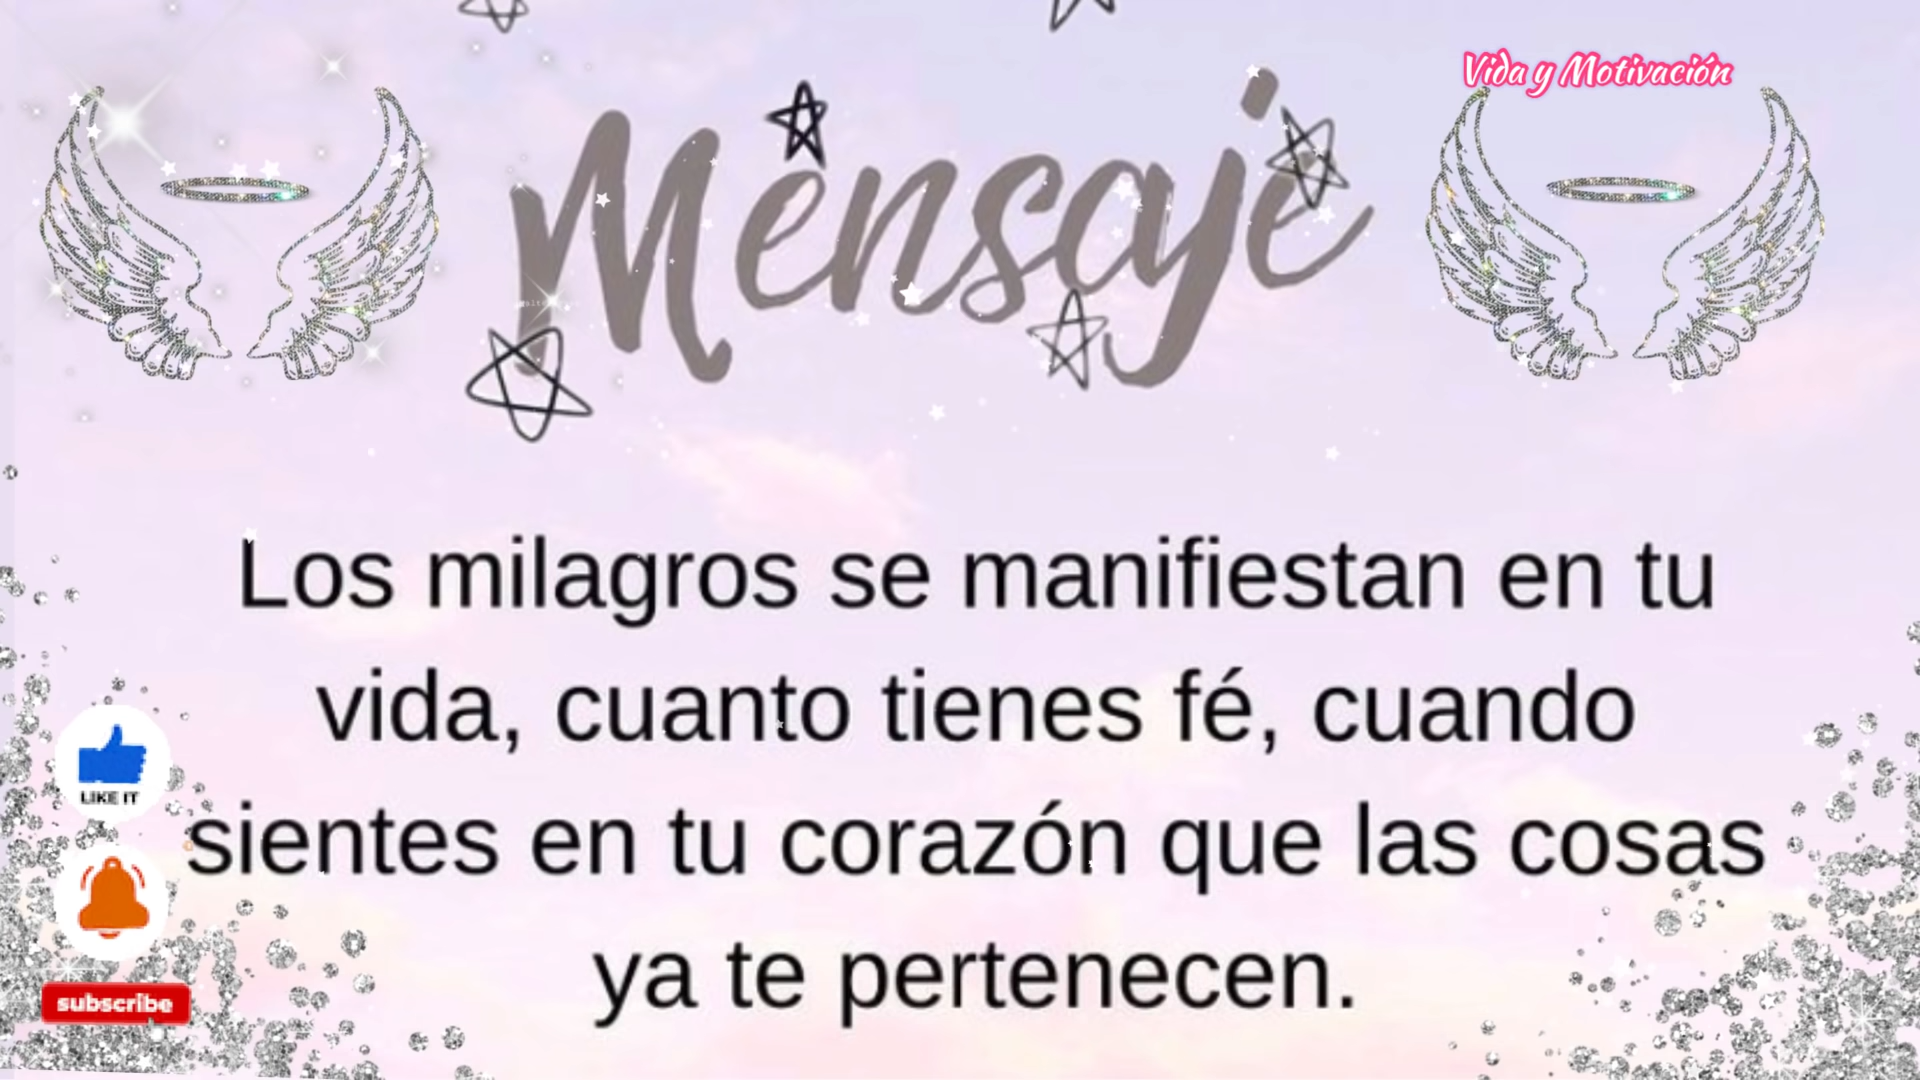 Vida y Motivación
Mensaje
Los milagros se manifiestan en tu
vida, cuanto tienes fé, cuando
sientes en tu corazón que las cosas
ya te pertenecen.
LIKE IT
subscribe